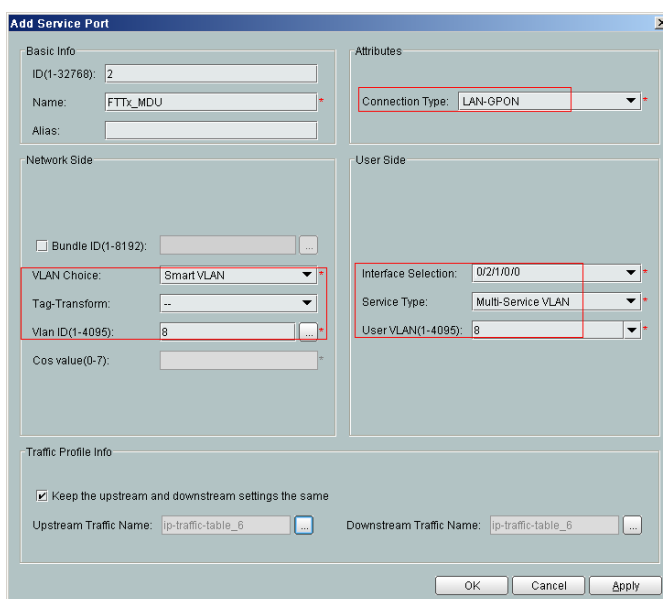 Add Service Port
Basic Info
ID(1-32768): 2
Name: FTTx_MDU *
Alias:
Attributes
Connection Type: LAN-GPON *
Network Side
Bundle ID(1-8192): ...
VLAN Choice: Smart VLAN *
Tag-Transform: --
Vlan ID(1-4095): 8 ... *
Cos value(0-7): *
User Side
Interface Selection: 0/2/1/0/0 *
Service Type: Multi-Service VLAN *
User VLAN(1-4095): 8 *
Traffic Profile Info
Keep the upstream and downstream settings the same
Upstream Traffic Name: ip-traffic-table_6 ... Downstream Traffic Name: ip-traffic-table_6 ...
OK Cancel Apply